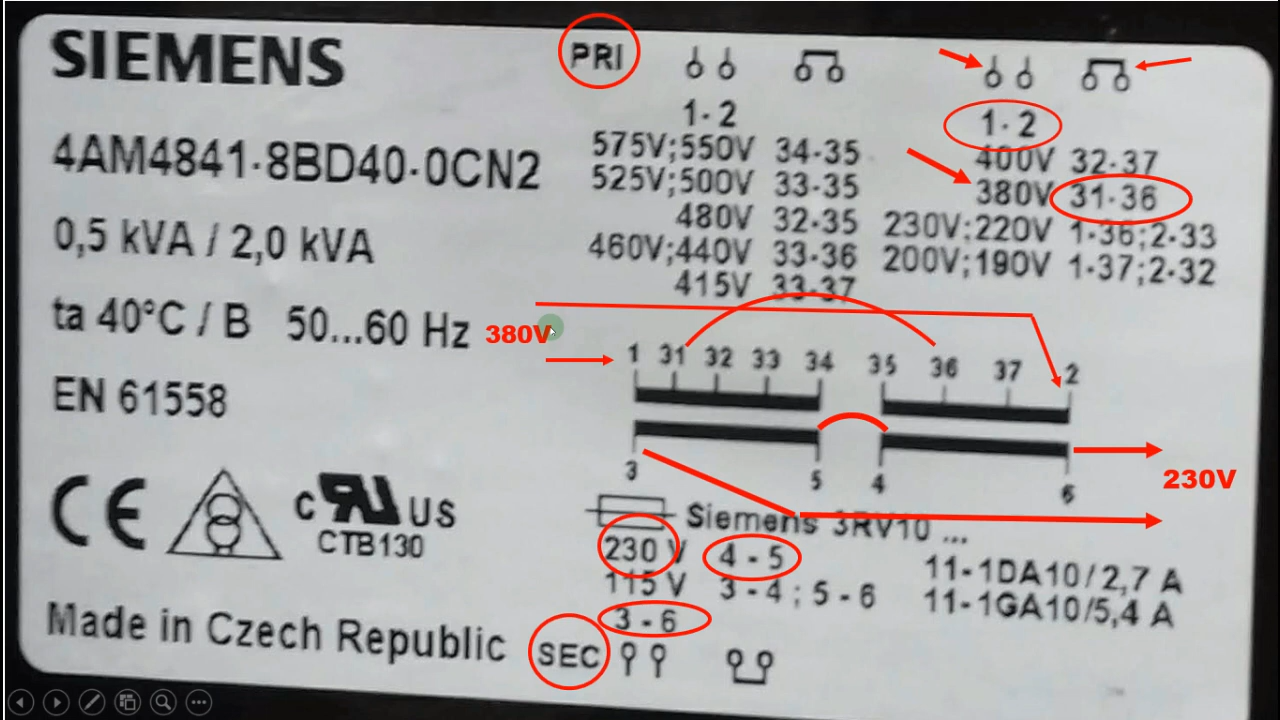 SIEMENS
4AM4841-8BD40-0CN2
0,5 kVA / 2,0 kVA
ta 40°C / B 50...60 Hz
EN 61558
CE
c RU US
CTB130
Made in Czech Republic
PRI
1-2
575V;550V 34-35
525V;500V 33-35
480V 32-35
460V;440V 33-36
415V 33-37
1-2
400V 32-37
380V 31-36
230V;220V 1-36;2-33
200V;190V 1-37;2-32
380V
1 31 32 33 34 35 36 37 2
3 5 4 6
230V
Siemens 3RV10 ...
230 V 4 - 5 11-1DA10/2,7 A
115 V 3 - 4 ; 5 - 6 11-1GA10/5,4 A
3 - 6
SEC